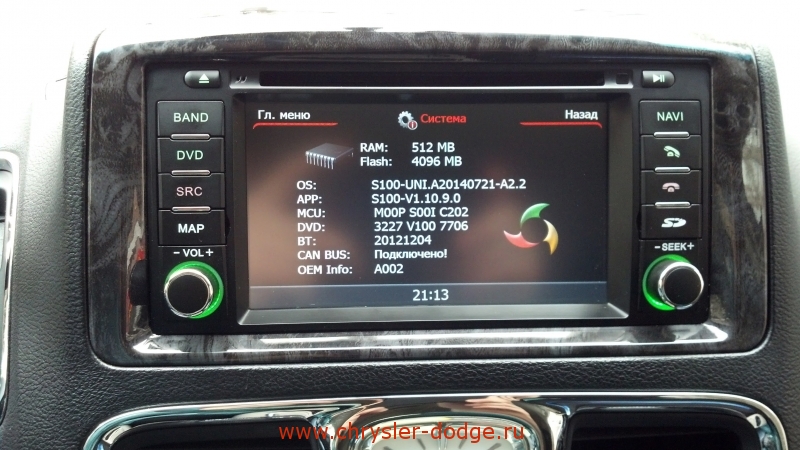 BAND
DVD
SRC
MAP
− VOL +
NAVI
SD
− SEEK +
Гл. меню
Система
Назад
RAM: 512 MB
Flash: 4096 MB
OS: S100-UNI.A20140721-A2.2
APP: S100-V1.10.9.0
MCU: M00P S00I C202
DVD: 3227 V100 7706
BT: 20121204
CAN BUS: Подключено!
OEM Info: A002
21:13
www.chrysler-dodge.ru